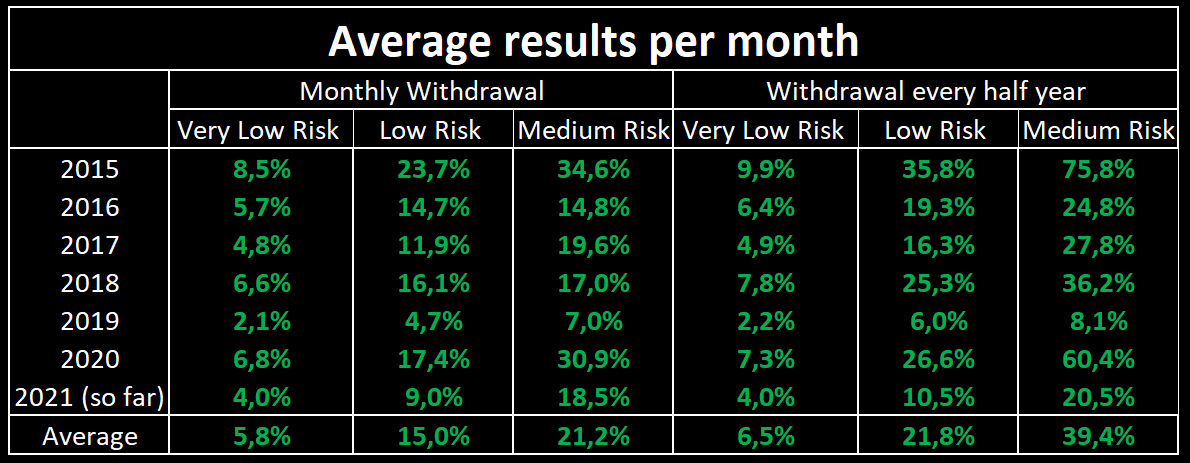 Average results per month
Monthly Withdrawal Withdrawal every half year
Very Low Risk Low Risk Medium Risk Very Low Risk Low Risk Medium Risk
2015 8,5% 23,7% 34,6% 9,9% 35,8% 75,8%
2016 5,7% 14,7% 14,8% 6,4% 19,3% 24,8%
2017 4,8% 11,9% 19,6% 4,9% 16,3% 27,8%
2018 6,6% 16,1% 17,0% 7,8% 25,3% 36,2%
2019 2,1% 4,7% 7,0% 2,2% 6,0% 8,1%
2020 6,8% 17,4% 30,9% 7,3% 26,6% 60,4%
2021 (so far) 4,0% 9,0% 18,5% 4,0% 10,5% 20,5%
Average 5,8% 15,0% 21,2% 6,5% 21,8% 39,4%